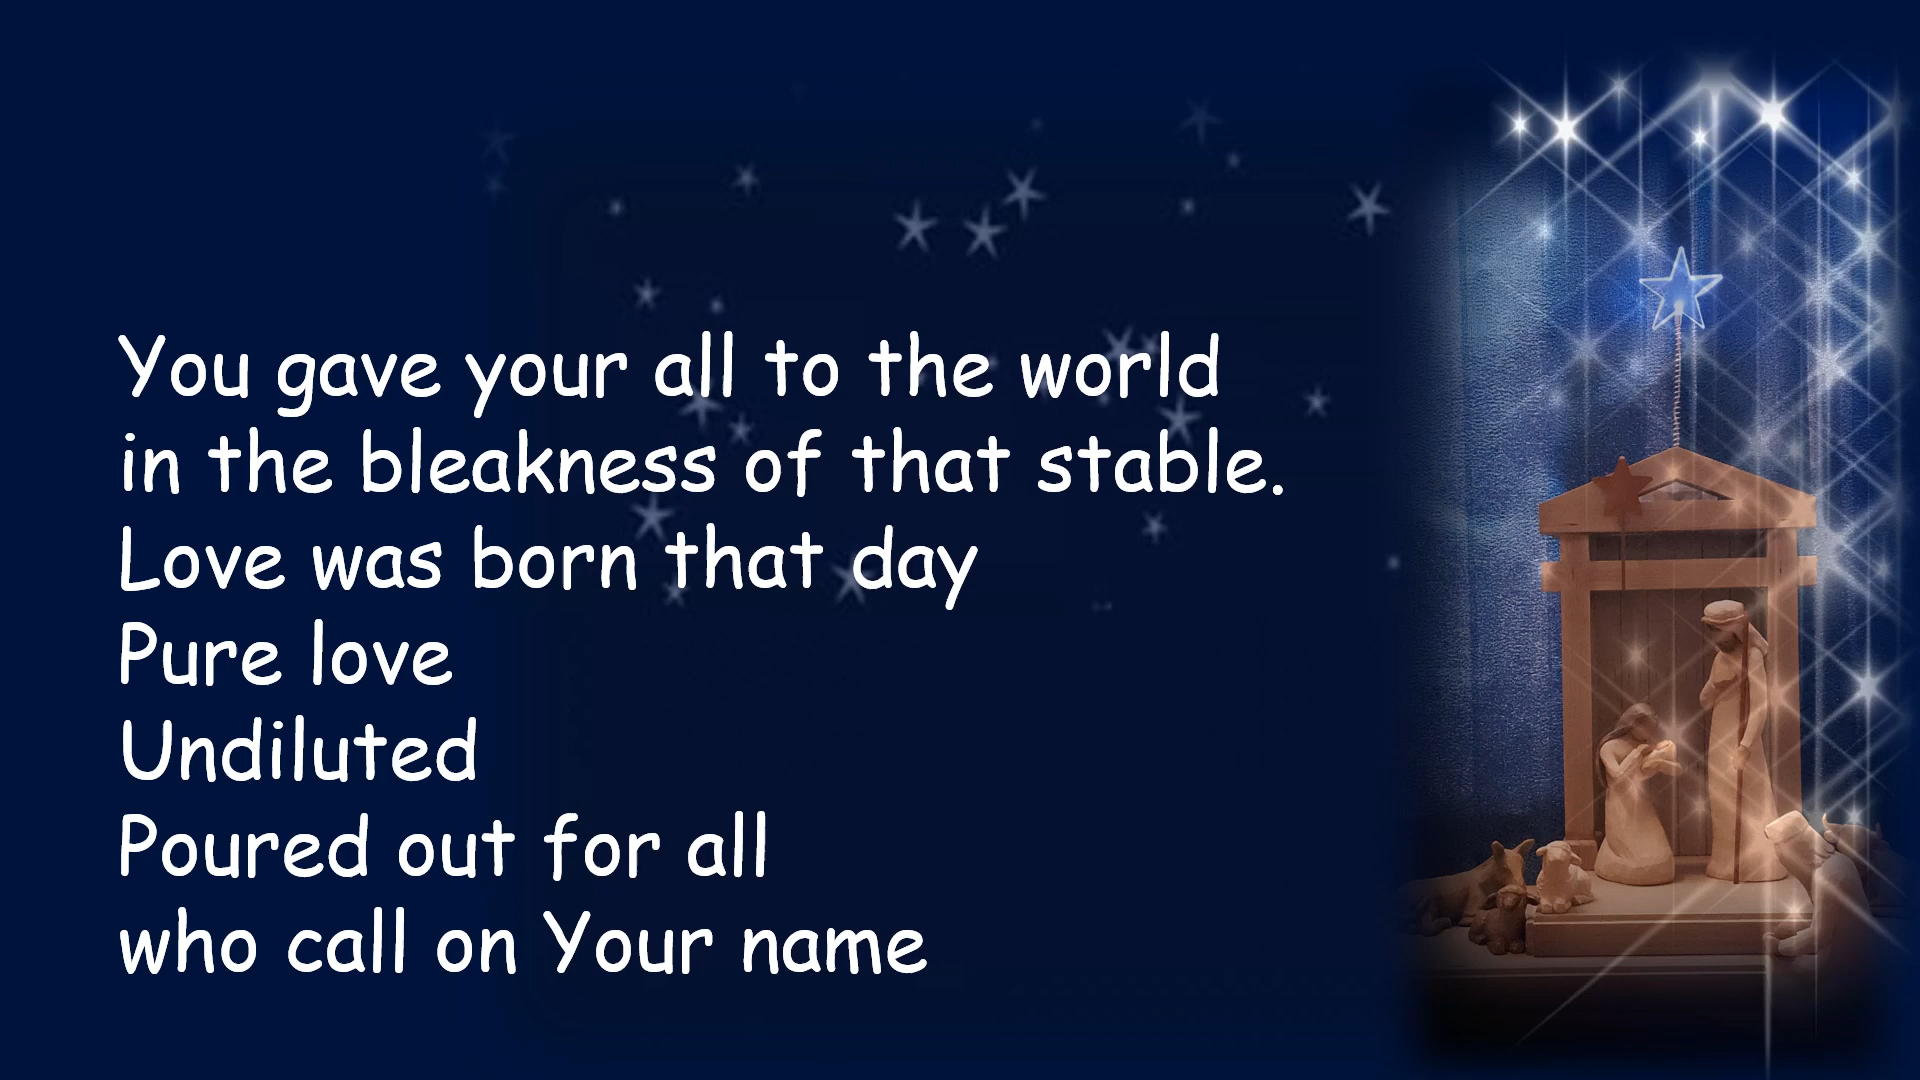 You gave your all to the world
in the bleakness of that stable.
Love was born that day
Pure love
Undiluted
Poured out for all
who call on Your name